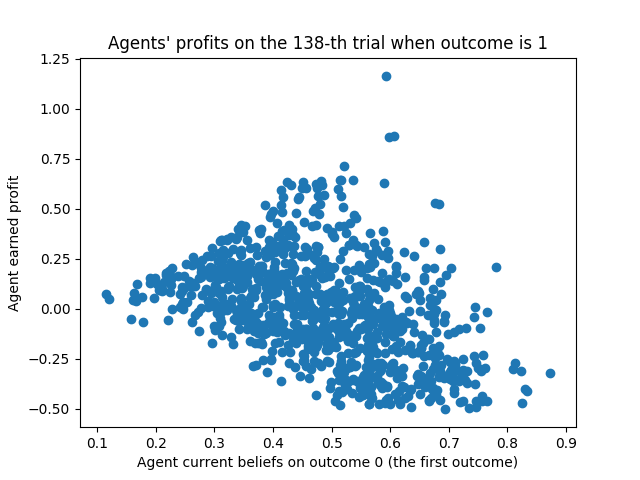 Agents' profits on the 138-th trial when outcome is 1
1.25
1.00
0.75
0.50
0.25
0.00
−0.25
−0.50
Agent earned profit
0.1 0.2 0.3 0.4 0.5 0.6 0.7 0.8 0.9
Agent current beliefs on outcome 0 (the first outcome)